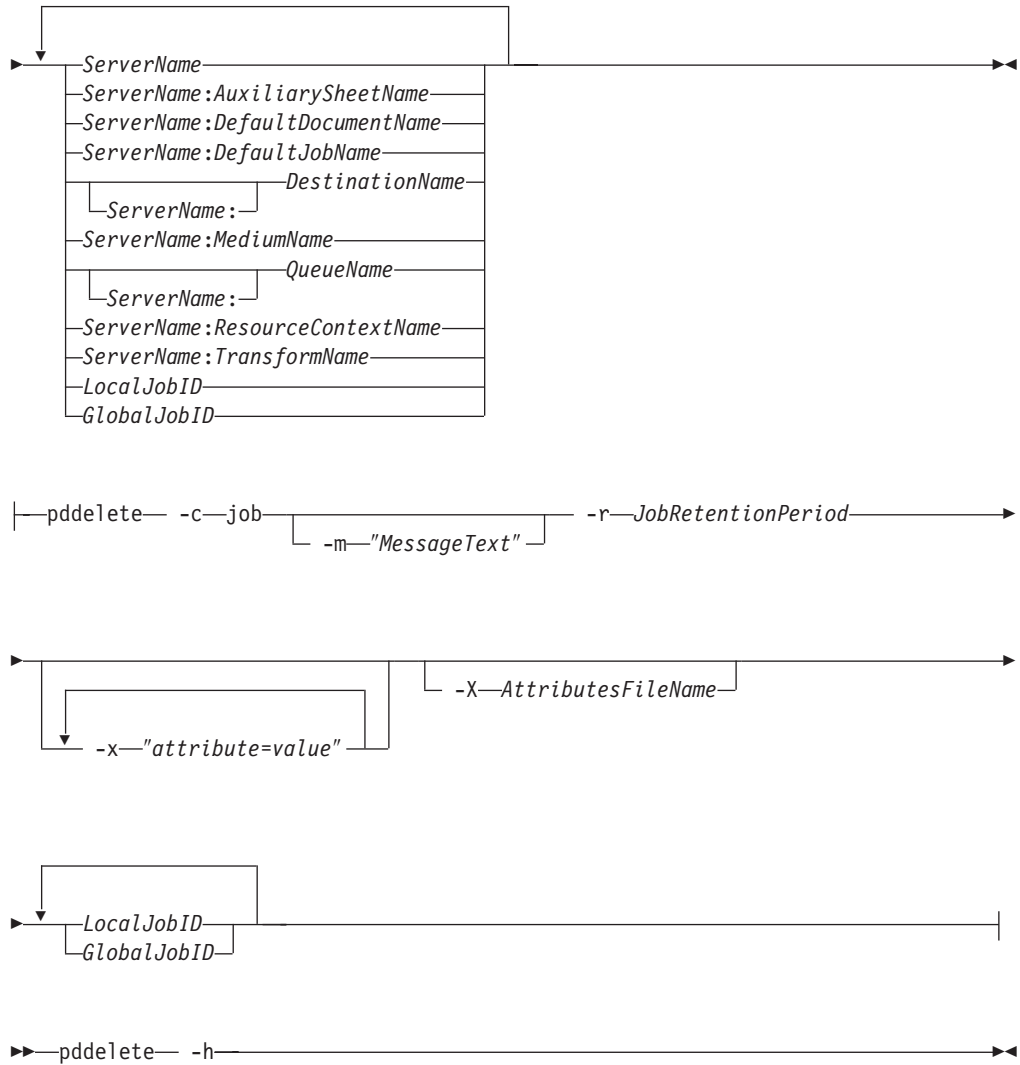 ServerName
ServerName:AuxiliarySheetName
ServerName:DefaultDocumentName
ServerName:DefaultJobName
DestinationName
ServerName:
ServerName:MediumName
QueueName
ServerName:
ServerName:ResourceContextName
ServerName:TransformName
LocalJobID
GlobalJobID
pddelete -c job -r JobRetentionPeriod
-m "MessageText"
-X AttributesFileName
-x "attribute=value"
LocalJobID
GlobalJobID
pddelete -h